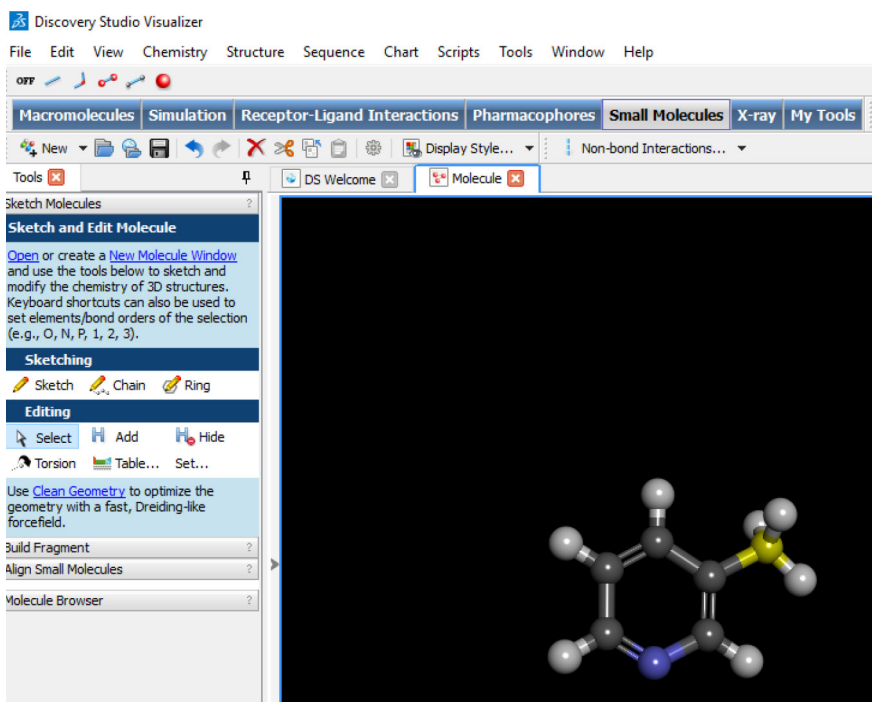 Discovery Studio Visualizer
File Edit View Chemistry Structure Sequence Chart Scripts Tools Window Help
OFF
Macromolecules Simulation Receptor-Ligand Interactions Pharmacophores Small Molecules X-ray My Tools
New Display Style... Non-bond Interactions...
Tools DS Welcome Molecule
Sketch Molecules ?
Sketch and Edit Molecule
Open or create a New Molecule Window
and use the tools below to sketch and
modify the chemistry of 3D structures.
Keyboard shortcuts can also be used to
set elements/bond orders of the selection
(e.g., O, N, P, 1, 2, 3).
Sketching
Sketch Chain Ring
Editing
Select Add Hide
Torsion Table... Set...
Use Clean Geometry to optimize the
geometry with a fast, Dreiding-like
forcefield.
Build Fragment ?
Align Small Molecules ?
Molecule Browser ?